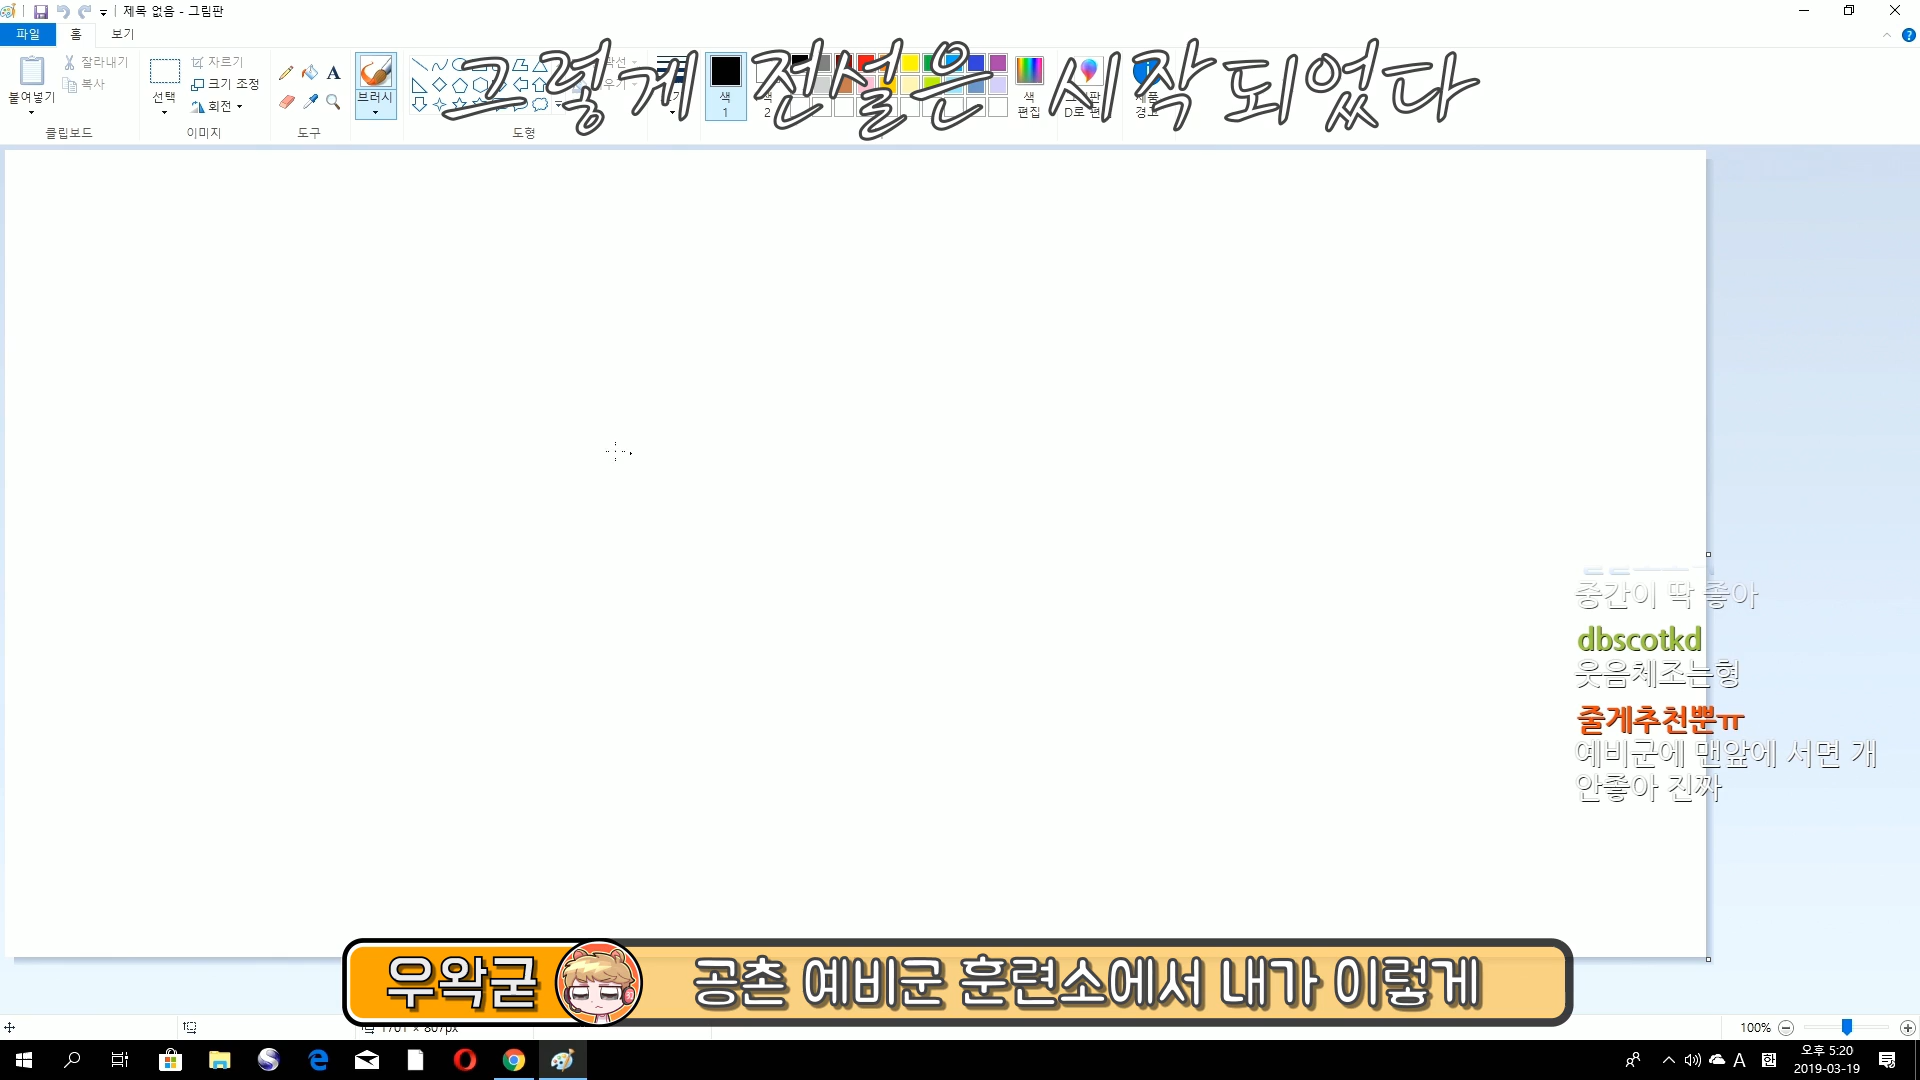 제목 없음 - 그림판
파일 홈 보기
붙여넣기
잘라내기
복사
클립보드
선택
자르기
크기 조정
회전
이미지
A
도구
브러시
도형
색
1
색
2
색
편집
그렇게 전설은 시작되었다
중간이 딱 좋아
dbscotkd
웃음체조는형
줄게추천뿐ㅠ
예비군에 맨앞에 서면 개
안좋아 진짜
우왁굳
공촌 예비군 훈련소에서 내가 이렇게
1701 × 807px
100%
A 한
오후 5:20
2019-03-19